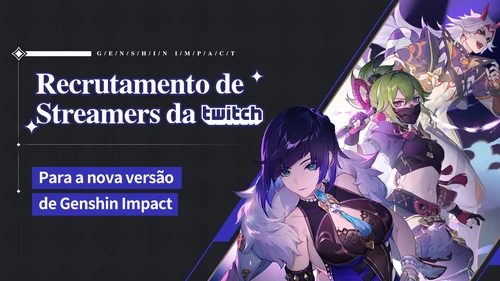 G/E/N/S/H/I/N I/M/P/A/C/T
Recrutamento de
Streamers da twitch
Para a nova versão
de Genshin Impact